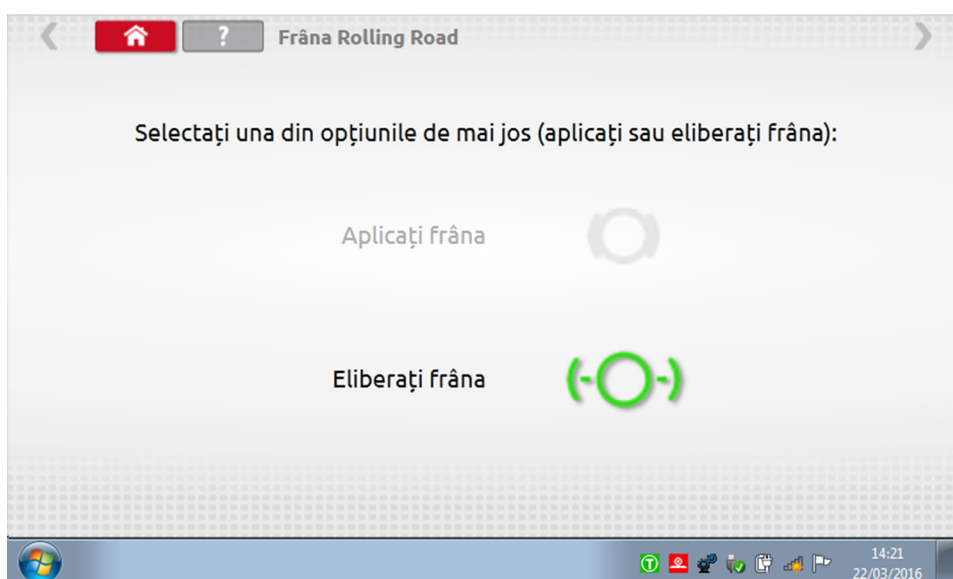 ? Frâna Rolling Road
Selectați una din opțiunile de mai jos (aplicați sau eliberați frâna):
Aplicați frâna
Eliberați frâna
14:21
22/03/2016